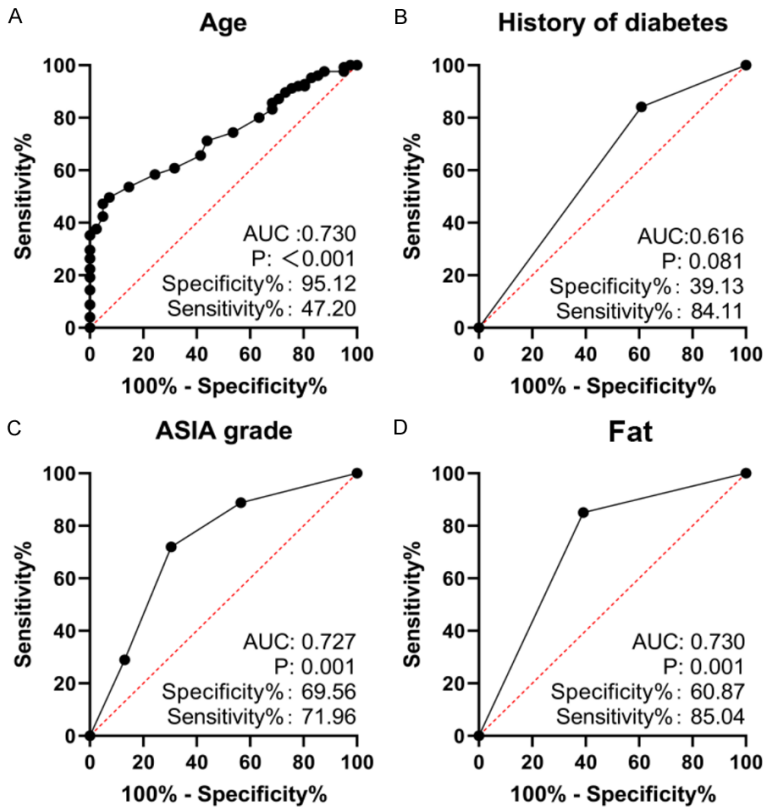 A
Age
Sensitivity%
100
80
60
40
20
0
AUC :0.730
P: ＜0.001
Specificity%: 95.12
Sensitivity%: 47.20
0 20 40 60 80 100
100% - Specificity%
B
History of diabetes
Sensitivity%
100
80
60
40
20
0
AUC:0.616
P: 0.081
Specificity%: 39.13
Sensitivity%: 84.11
0 20 40 60 80 100
100% - Specificity%
C
ASIA grade
Sensitivity%
100
80
60
40
20
0
AUC: 0.727
P: 0.001
Specificity%: 69.56
Sensitivity%: 71.96
0 20 40 60 80 100
100% - Specificity%
D
Fat
Sensitivity%
100
80
60
40
20
0
AUC: 0.730
P: 0.001
Specificity%: 60.87
Sensitivity%: 85.04
0 20 40 60 80 100
100% - Specificity%